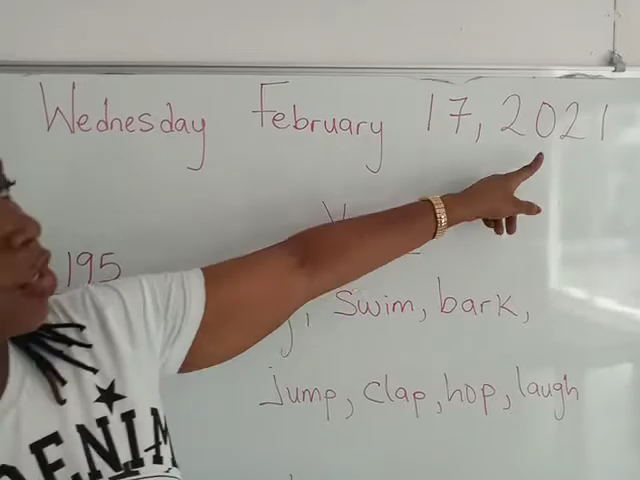 Wednesday February 17, 2021
195
swim, bark,
jump, clap, hop, laugh
DENIM